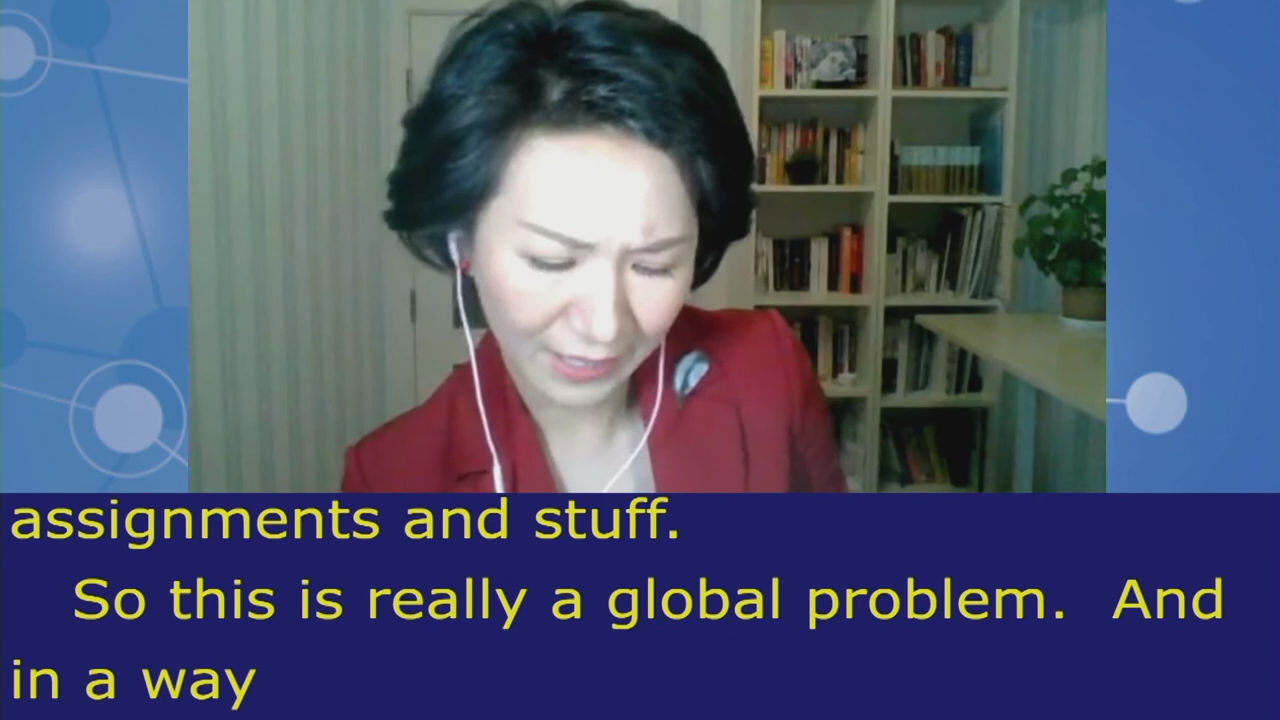 assignments and stuff.
So this is really a global problem.  And
in a way